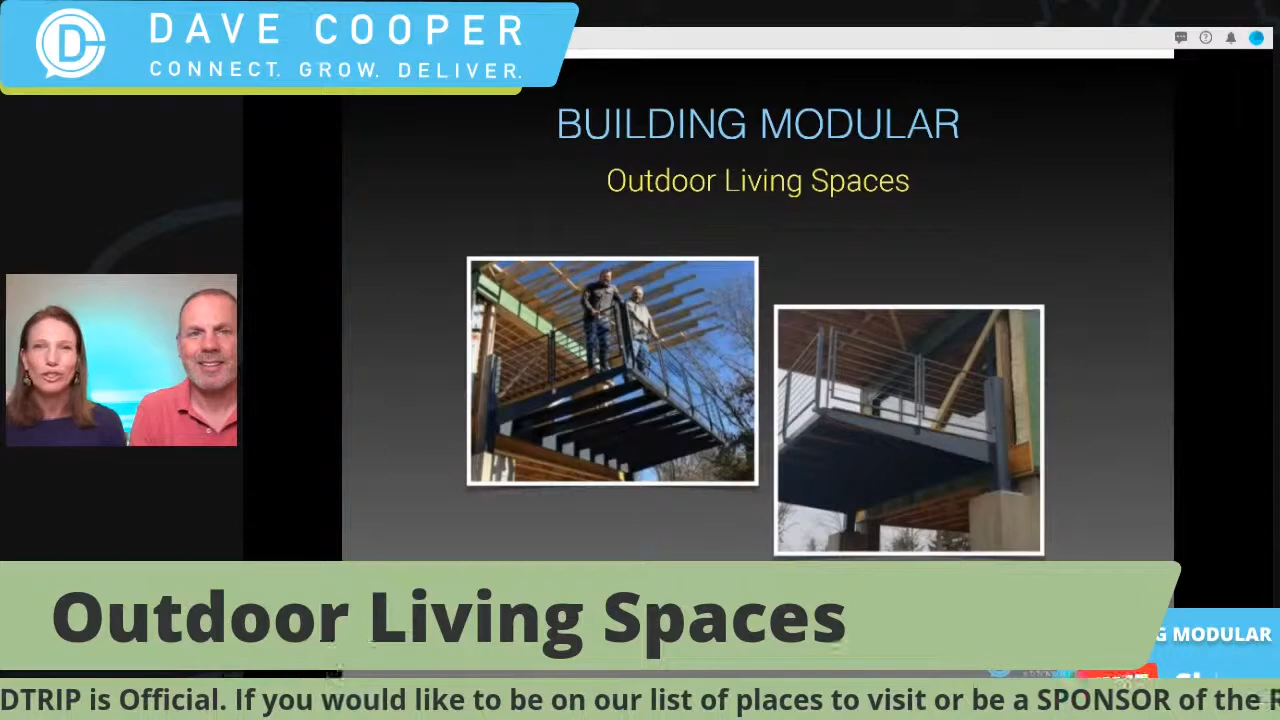 DAVE COOPER
CONNECT. GROW. DELIVER.
BUILDING MODULAR
Outdoor Living Spaces
Outdoor Living Spaces
G MODULAR
DTRIP is Official. If you would like to be on our list of places to visit or be a SPONSOR of the R